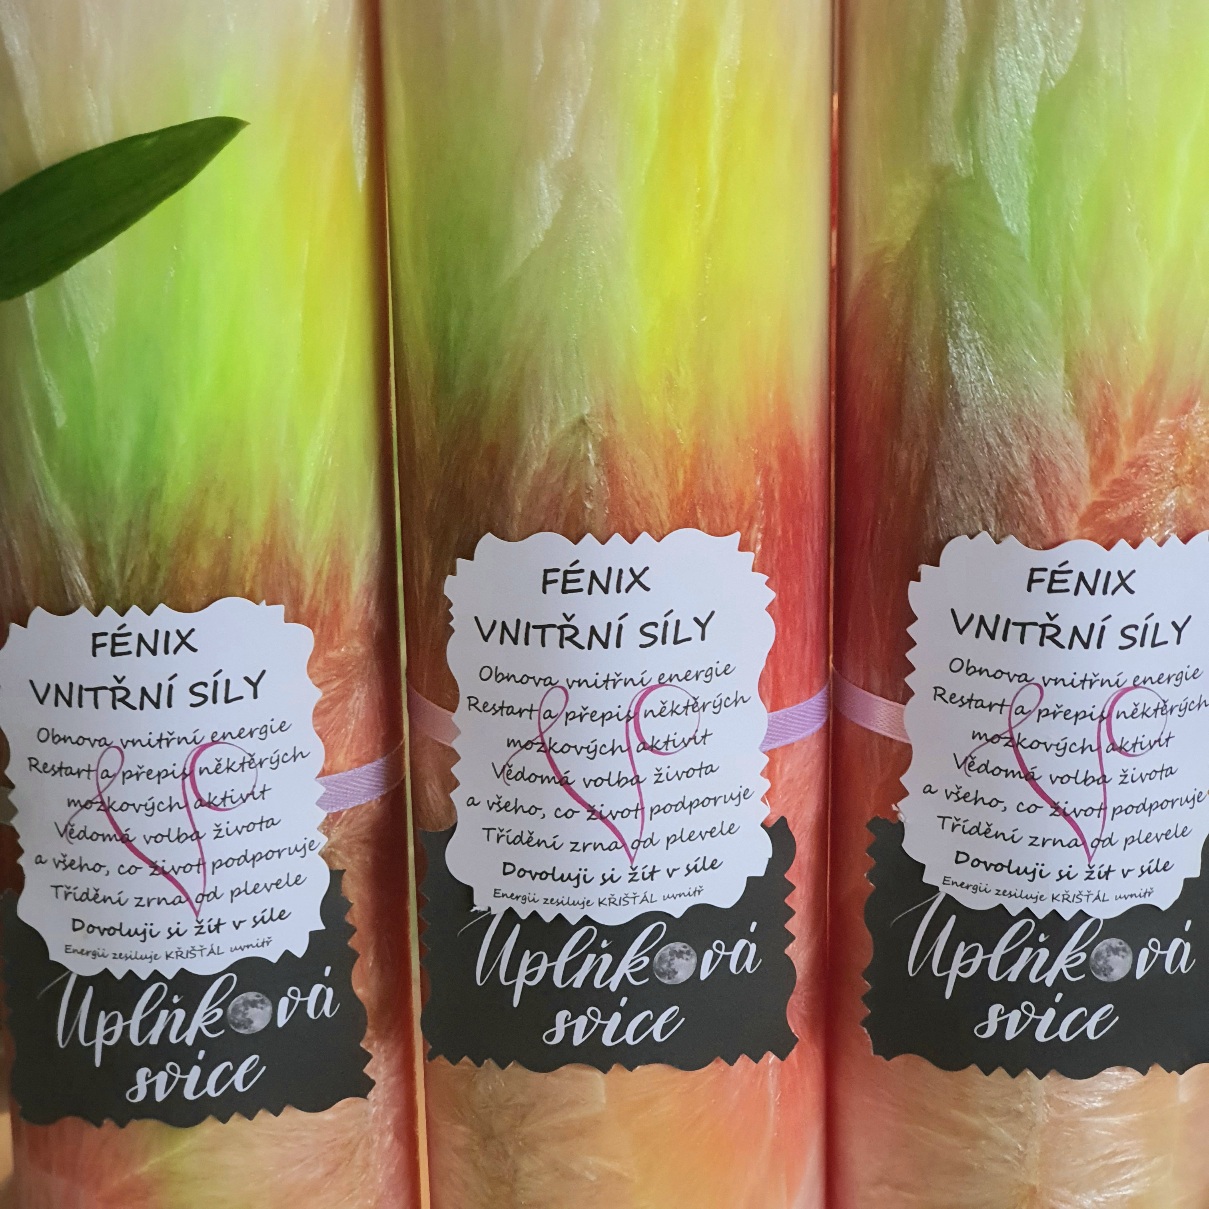 FÉNIX
VNITŘNÍ SÍLY
Obnova vnitřní energie
Restart a přepis některých
mozkových aktivit
Vědomá volba života
a všeho, co život podporuje
Třídění zrna od plevele
Dovoluji si žít v síle
Energii zesiluje KŘIŠŤÁL uvnitř
Úplňková
svíce
FÉNIX
VNITŘNÍ SÍLY
Obnova vnitřní energie
Restart a přepis některých
mozkových aktivit
Vědomá volba života
a všeho, co život podporuje
Třídění zrna od plevele
Dovoluji si žít v síle
Energii zesiluje KŘIŠŤÁL uvnitř
Úplňková
svíce
FÉNIX
VNITŘNÍ SÍLY
Obnova vnitřní energie
Restart a přepis některých
mozkových aktivit
Vědomá volba života
a všeho, co život podporuje
Třídění zrna od plevele
Dovoluji si žít v síle
Energii zesiluje KŘIŠŤÁL uvnitř
Úplňková
svíce